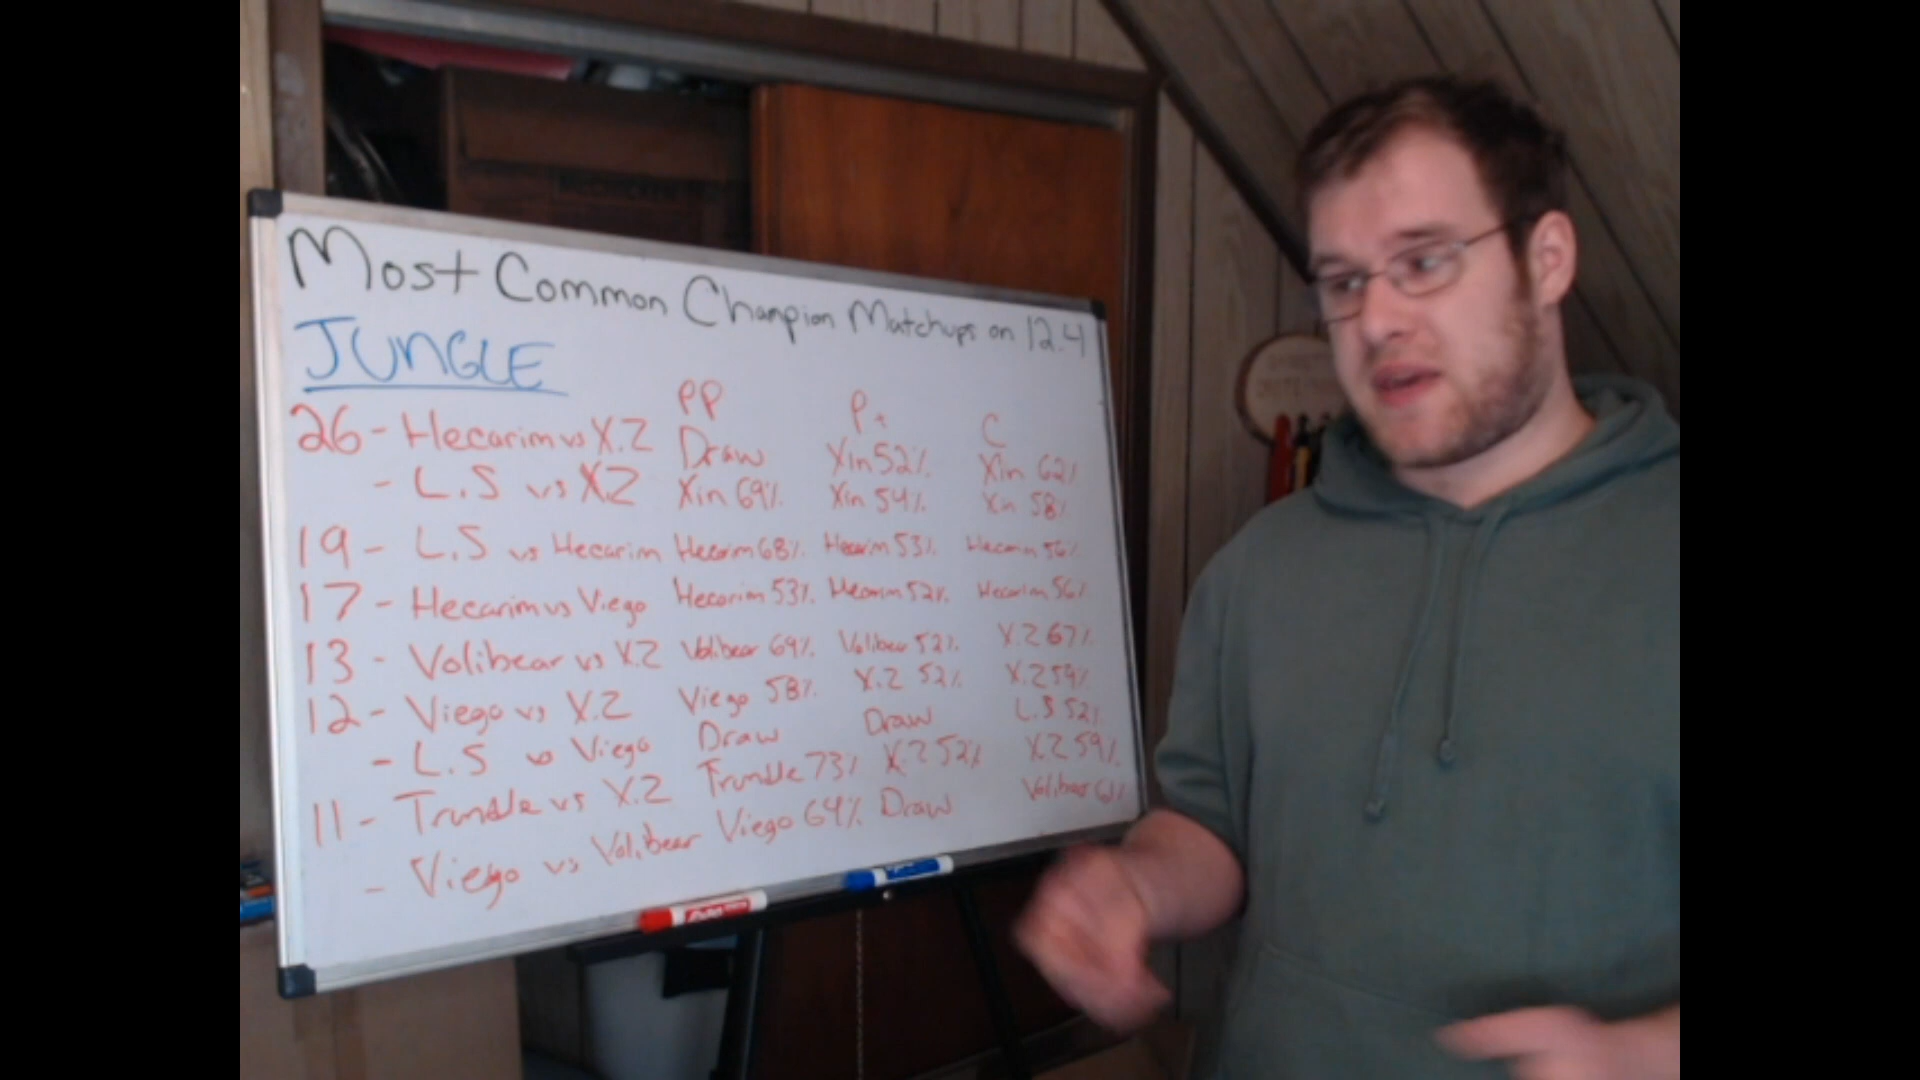 Most Common Champion Matchups on 12.4
JUNGLE
PP P+ C
26 - Hecarim vs X.Z Draw Xin 52% Xin 62%
- L.S vs X.Z Xin 69% Xin 54% Xin 58%
19 - L.S vs Hecarim Hecarim 68% Hecarim 53% Hecarim 56%
17 - Hecarim vs Viego Hecarim 53% Hecarim 52% Hecarim 56%
13 - Volibear vs X.Z Volibear 69% Volibear 52% X.Z 67%
12 - Viego vs X.Z Viego 58% X.Z 52% X.Z 59%
- L.S vs Viego Draw Draw L.S 52%
11 - Trundle vs X.Z Trundle 73% X.Z 52% X.Z 59%
- Viego vs Volibear Viego 64% Draw Volibear 61%